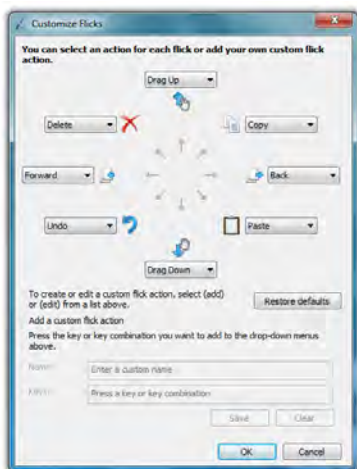 Customize Flicks
You can select an action for each flick or add your own custom flick
action.
Drag Up
Delete
Copy
Forward
Back
Undo
Paste
Drag Down
To create or edit a custom flick action, select (add)
or (edit) from a list above.
Restore defaults
Add a custom flick action
Press the key or key combination you want to add to the drop-down menus
above.
Name:
Enter a custom name
Keys:
Press a key or key combination
Save
Clear
OK
Cancel